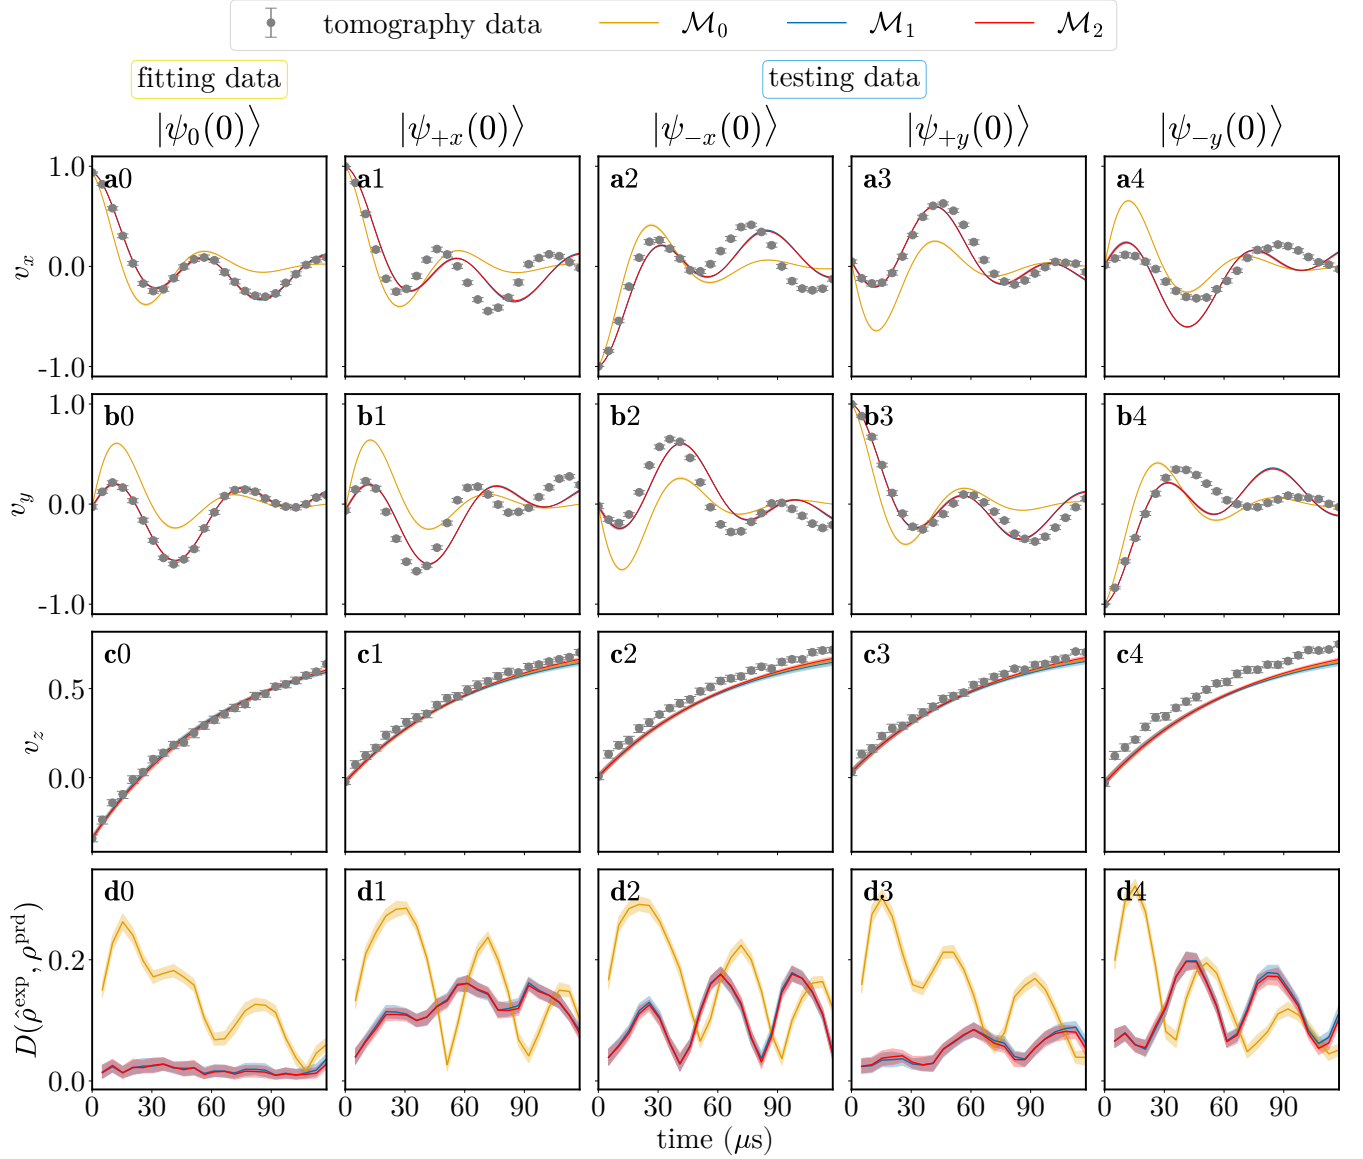 tomography data M₀ M₁ M₂
fitting data testing data
|ψ₀(0)⟩ |ψ₊ₓ(0)⟩ |ψ₋ₓ(0)⟩ |ψ₊y(0)⟩ |ψ₋y(0)⟩
1.0 a0 a1 a2 a3 a4
vₓ 0.0
-1.0
1.0 b0 b1 b2 b3 b4
v_y 0.0
-1.0
c0 c1 c2 c3 c4
0.5
v_z
0.0
d0 d1 d2 d3 d4
D(ρ̂^exp, ρ^prd) 0.2
0.0
0 30 60 90 0 30 60 90 0 30 60 90 0 30 60 90 0 30 60 90
time (μs)